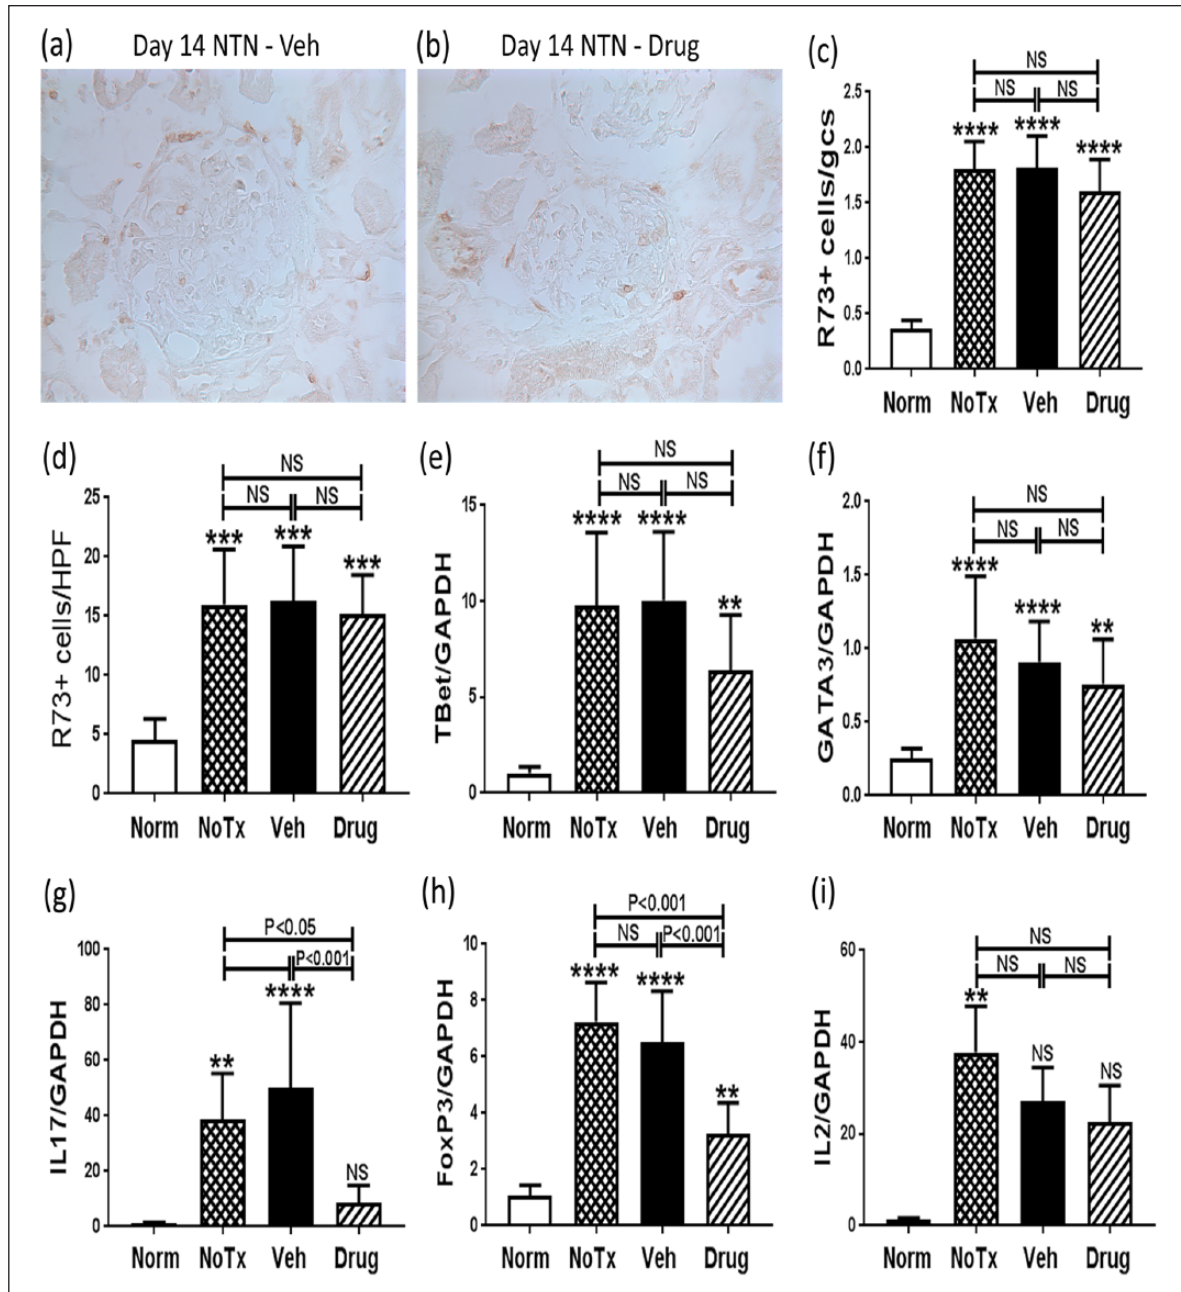 (a) Day 14 NTN - Veh
(b) Day 14 NTN - Drug
(c)
NS
NS NS
R73+ cells/gcs
2.5
2.0
1.5
1.0
0.5
0.0
**** **** ****
Norm NoTx Veh Drug
(d)
NS
NS NS
R73+ cells/HPF
25
20
15
10
5
0
*** *** ***
Norm NoTx Veh Drug
(e)
NS
NS NS
TBet/GAPDH
15
10
5
0
**** **** **
Norm NoTx Veh Drug
(f)
NS
NS NS
GATA3/GAPDH
2.0
1.5
1.0
0.5
0.0
**** **** **
Norm NoTx Veh Drug
(g)
P<0.05
P<0.001
IL17/GAPDH
100
80
60
40
20
0
** **** NS
Norm NoTx Veh Drug
(h)
P<0.001
NS P<0.001
FoxP3/GAPDH
10
8
6
4
2
0
**** **** **
Norm NoTx Veh Drug
(i)
NS
NS NS
IL2/GAPDH
60
40
20
0
** NS NS
Norm NoTx Veh Drug